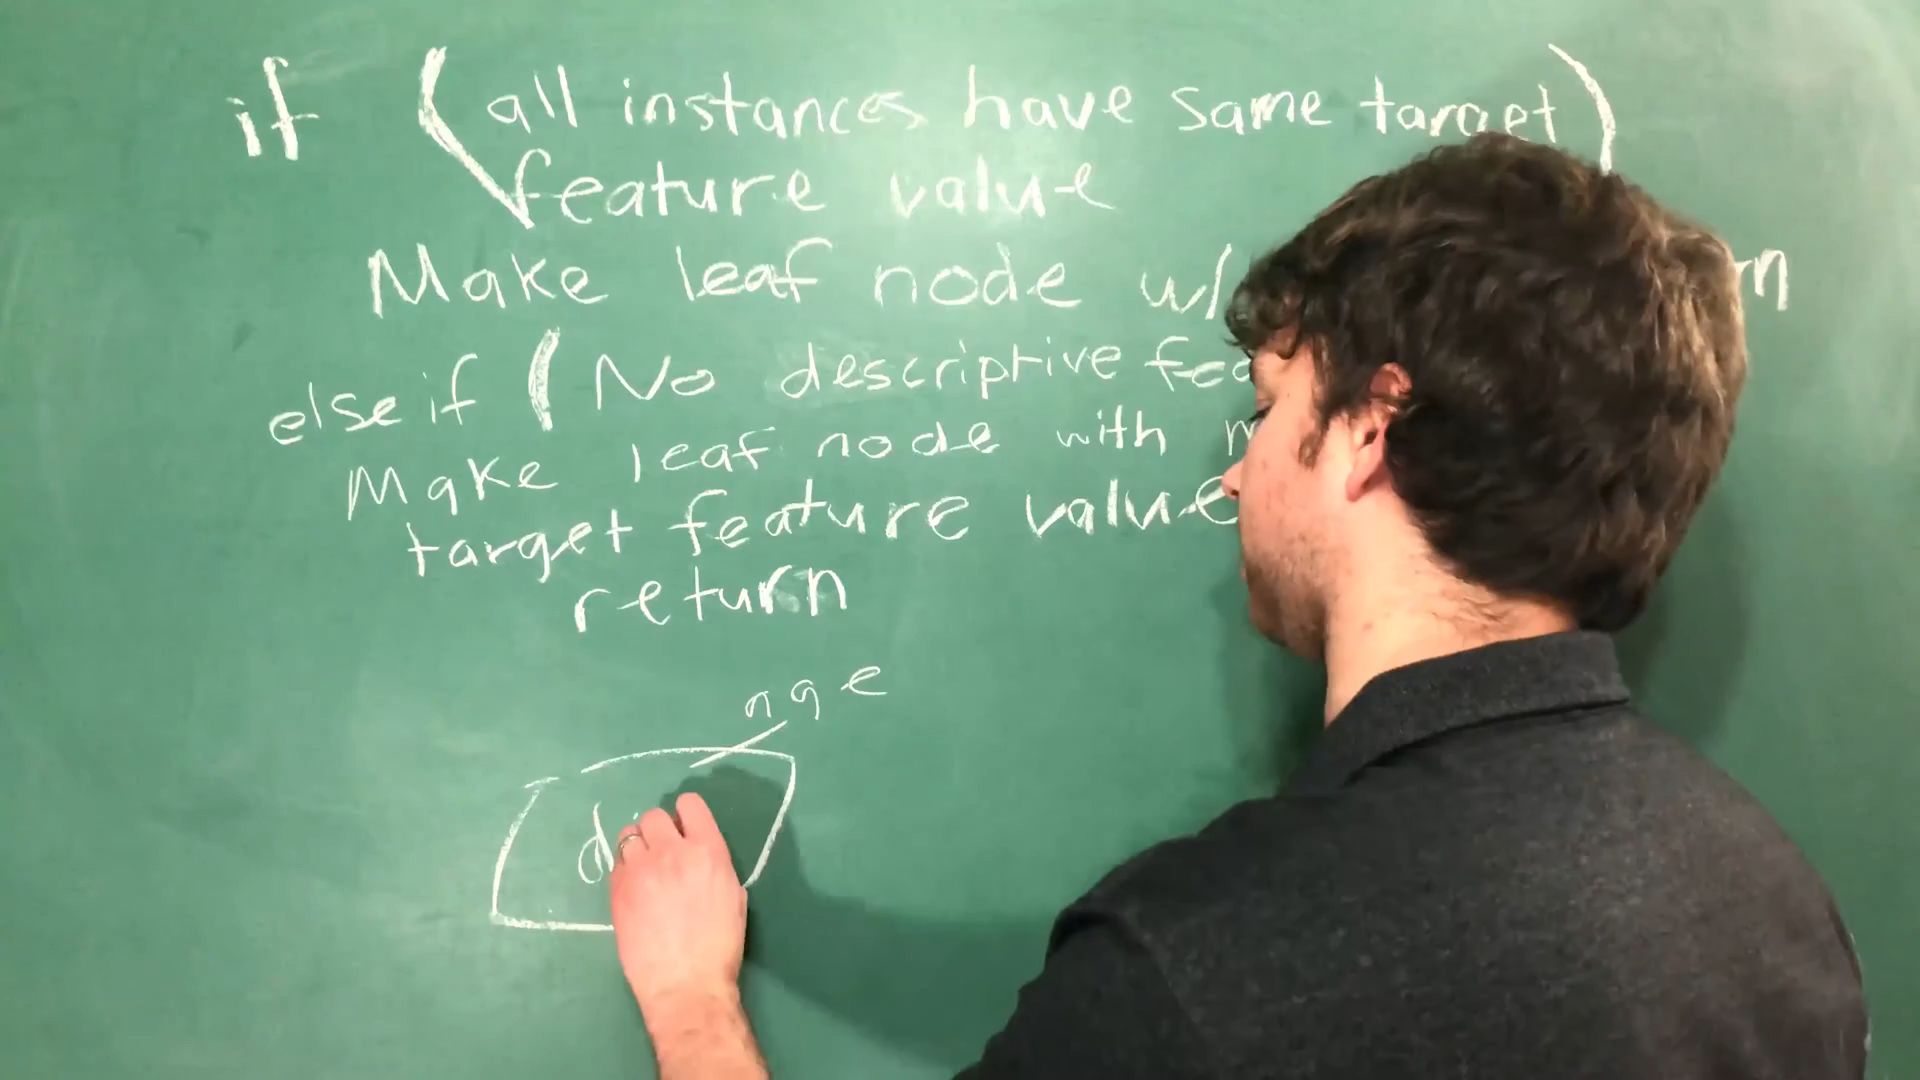 if (all instances have same target)
feature value
Make leaf node w/
else if (No descriptive
Make leaf node with
target feature value
return
age